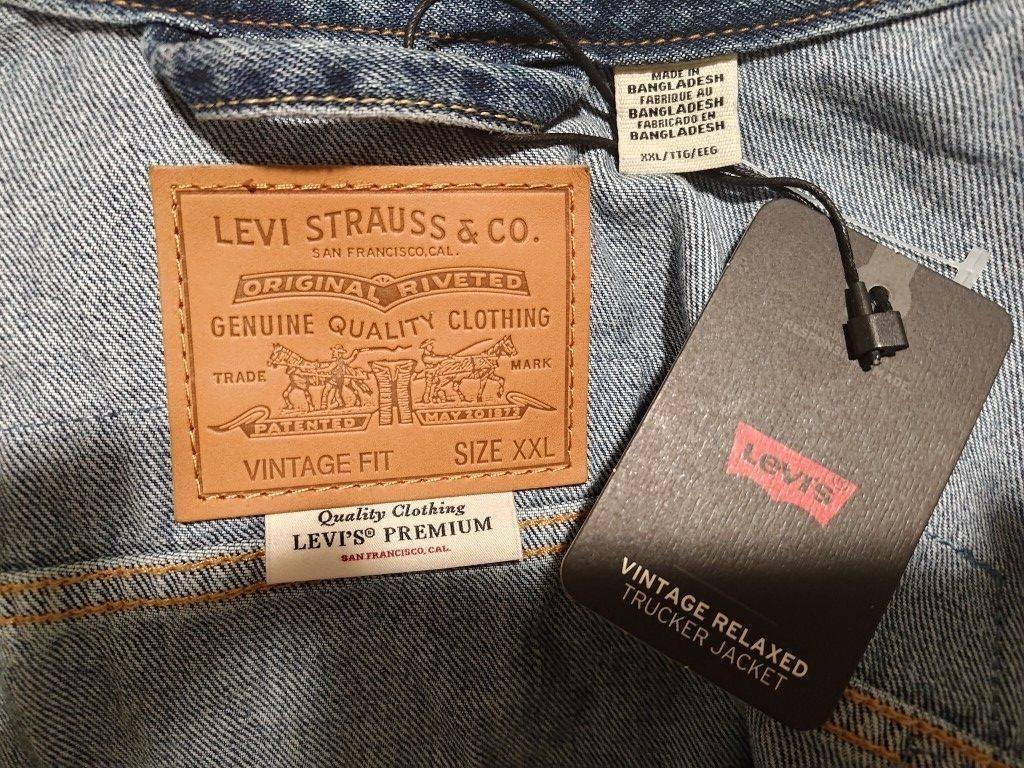 MADE IN
BANGLADESH
FABRIQUE AU
BANGLADESH
FABRICADO EN
BANGLADESH
XXL/TTG/EEG
LEVI STRAUSS & CO.
SAN FRANCISCO, CAL.
ORIGINAL RIVETED
GENUINE QUALITY CLOTHING
TRADE MARK
PATENTED MAY 20 1873
VINTAGE FIT SIZE XXL
Quality Clothing
LEVI'S® PREMIUM
SAN FRANCISCO, CAL.
Levi's®
VINTAGE RELAXED
TRUCKER JACKET